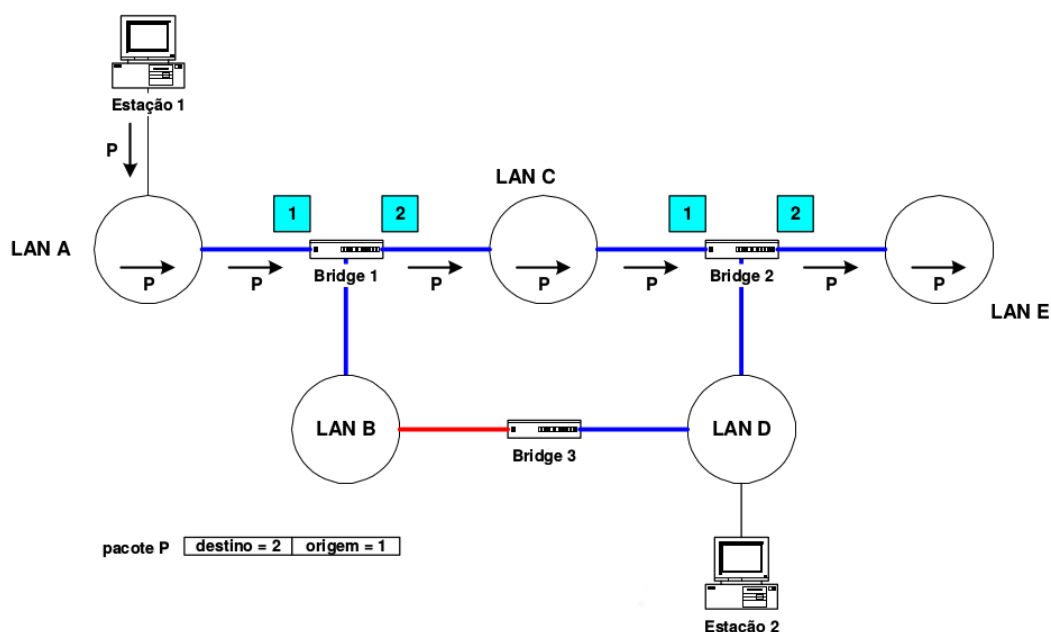 Estação 1
P
LAN C
1
2
1
2
LAN A
P
P
Bridge 1
P
P
P
Bridge 2
P
P
LAN E
LAN B
LAN D
Bridge 3
pacote P
destino = 2
origem = 1
Estação 2